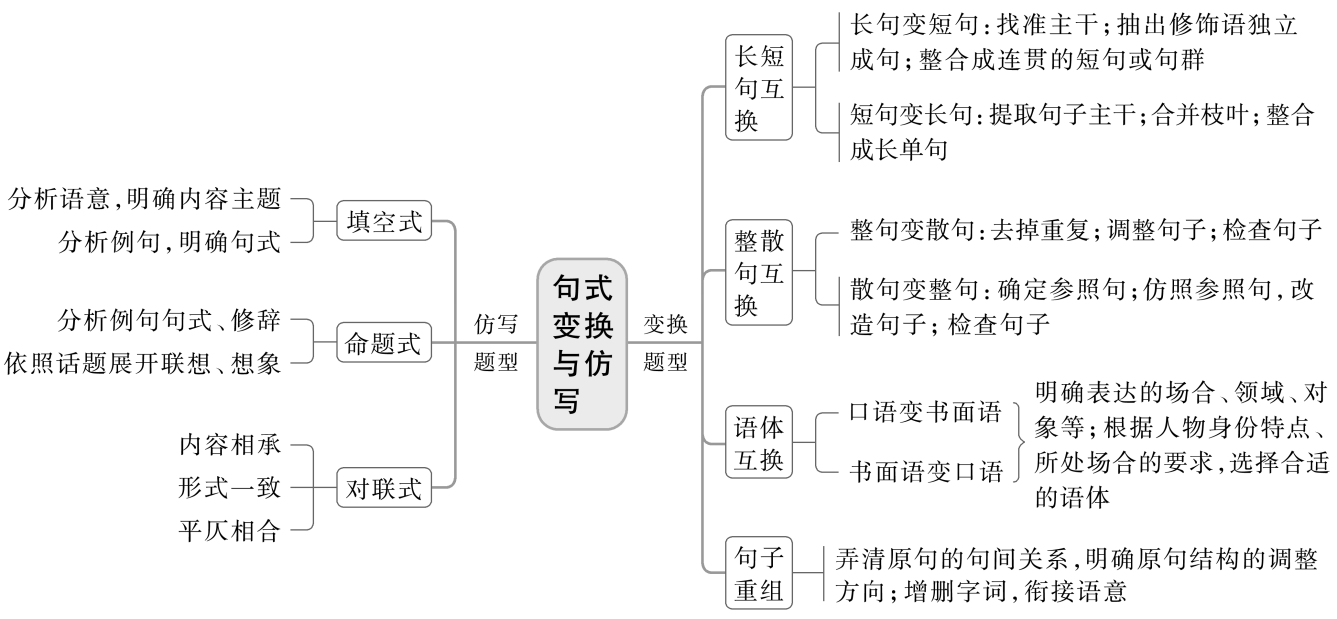 句式
变换
与仿
写
仿写
题型
填空式
分析语意,明确内容主题
分析例句,明确句式
命题式
分析例句句式、修辞
依照话题展开联想、想象
对联式
内容相承
形式一致
平仄相合
变换
题型
长短
句互
换
长句变短句:找准主干;抽出修饰语独立
成句;整合成连贯的短句或句群
短句变长句:提取句子主干;合并枝叶;整合
成长单句
整散
句互
换
整句变散句:去掉重复;调整句子;检查句子
散句变整句:确定参照句;仿照参照句,改
造句子;检查句子
语体
互换
口语变书面语
书面语变口语
明确表达的场合、领域、对
象等;根据人物身份特点、
所处场合的要求,选择合适
的语体
句子
重组
弄清原句的句间关系,明确原句结构的调整
方向;增删字词,衔接语意